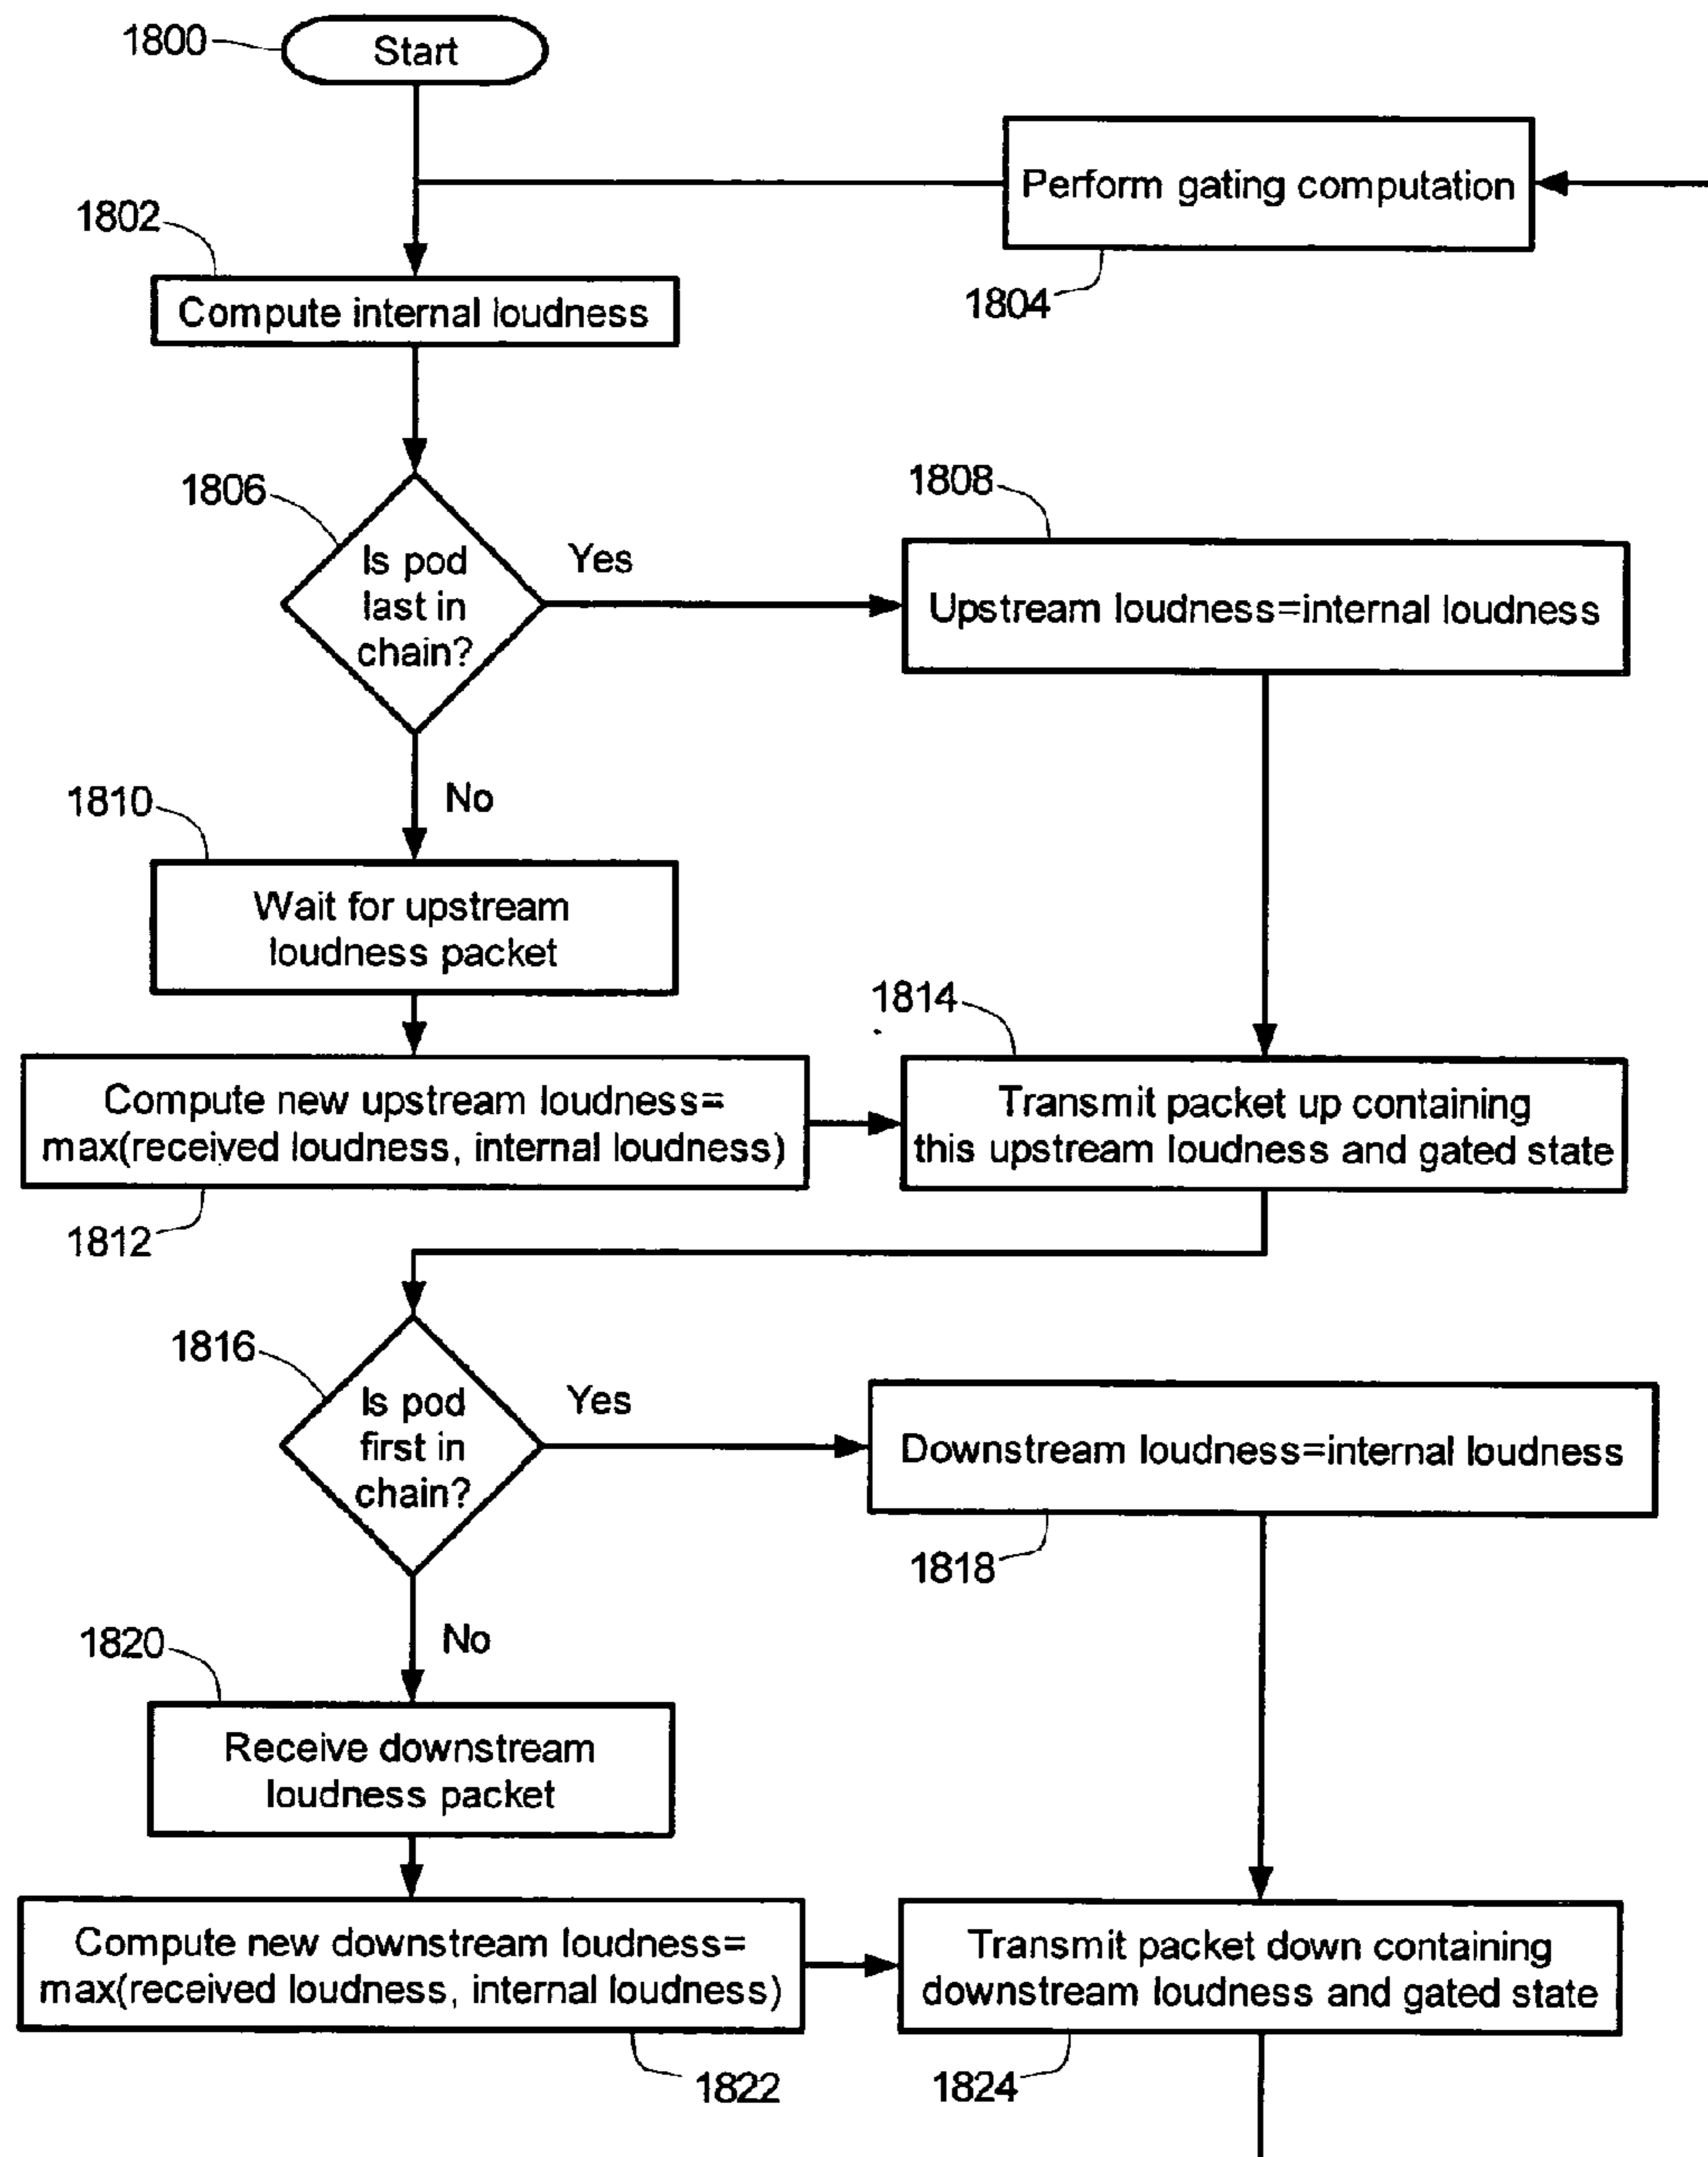 1800
Start
Perform gating computation
1802
1804
Compute internal loudness
1806
1808
Is pod
last in
chain?
Yes
Upstream loudness=internal loudness
No
1810
Wait for upstream
loudness packet
1814
Compute new upstream loudness=
max(received loudness, internal loudness)
Transmit packet up containing
this upstream loudness and gated state
1812
1816
Is pod
first in
chain?
Yes
Downstream loudness=internal loudness
1818
No
1820
Receive downstream
loudness packet
Compute new downstream loudness=
max(received loudness, internal loudness)
Transmit packet down containing
downstream loudness and gated state
1822
1824